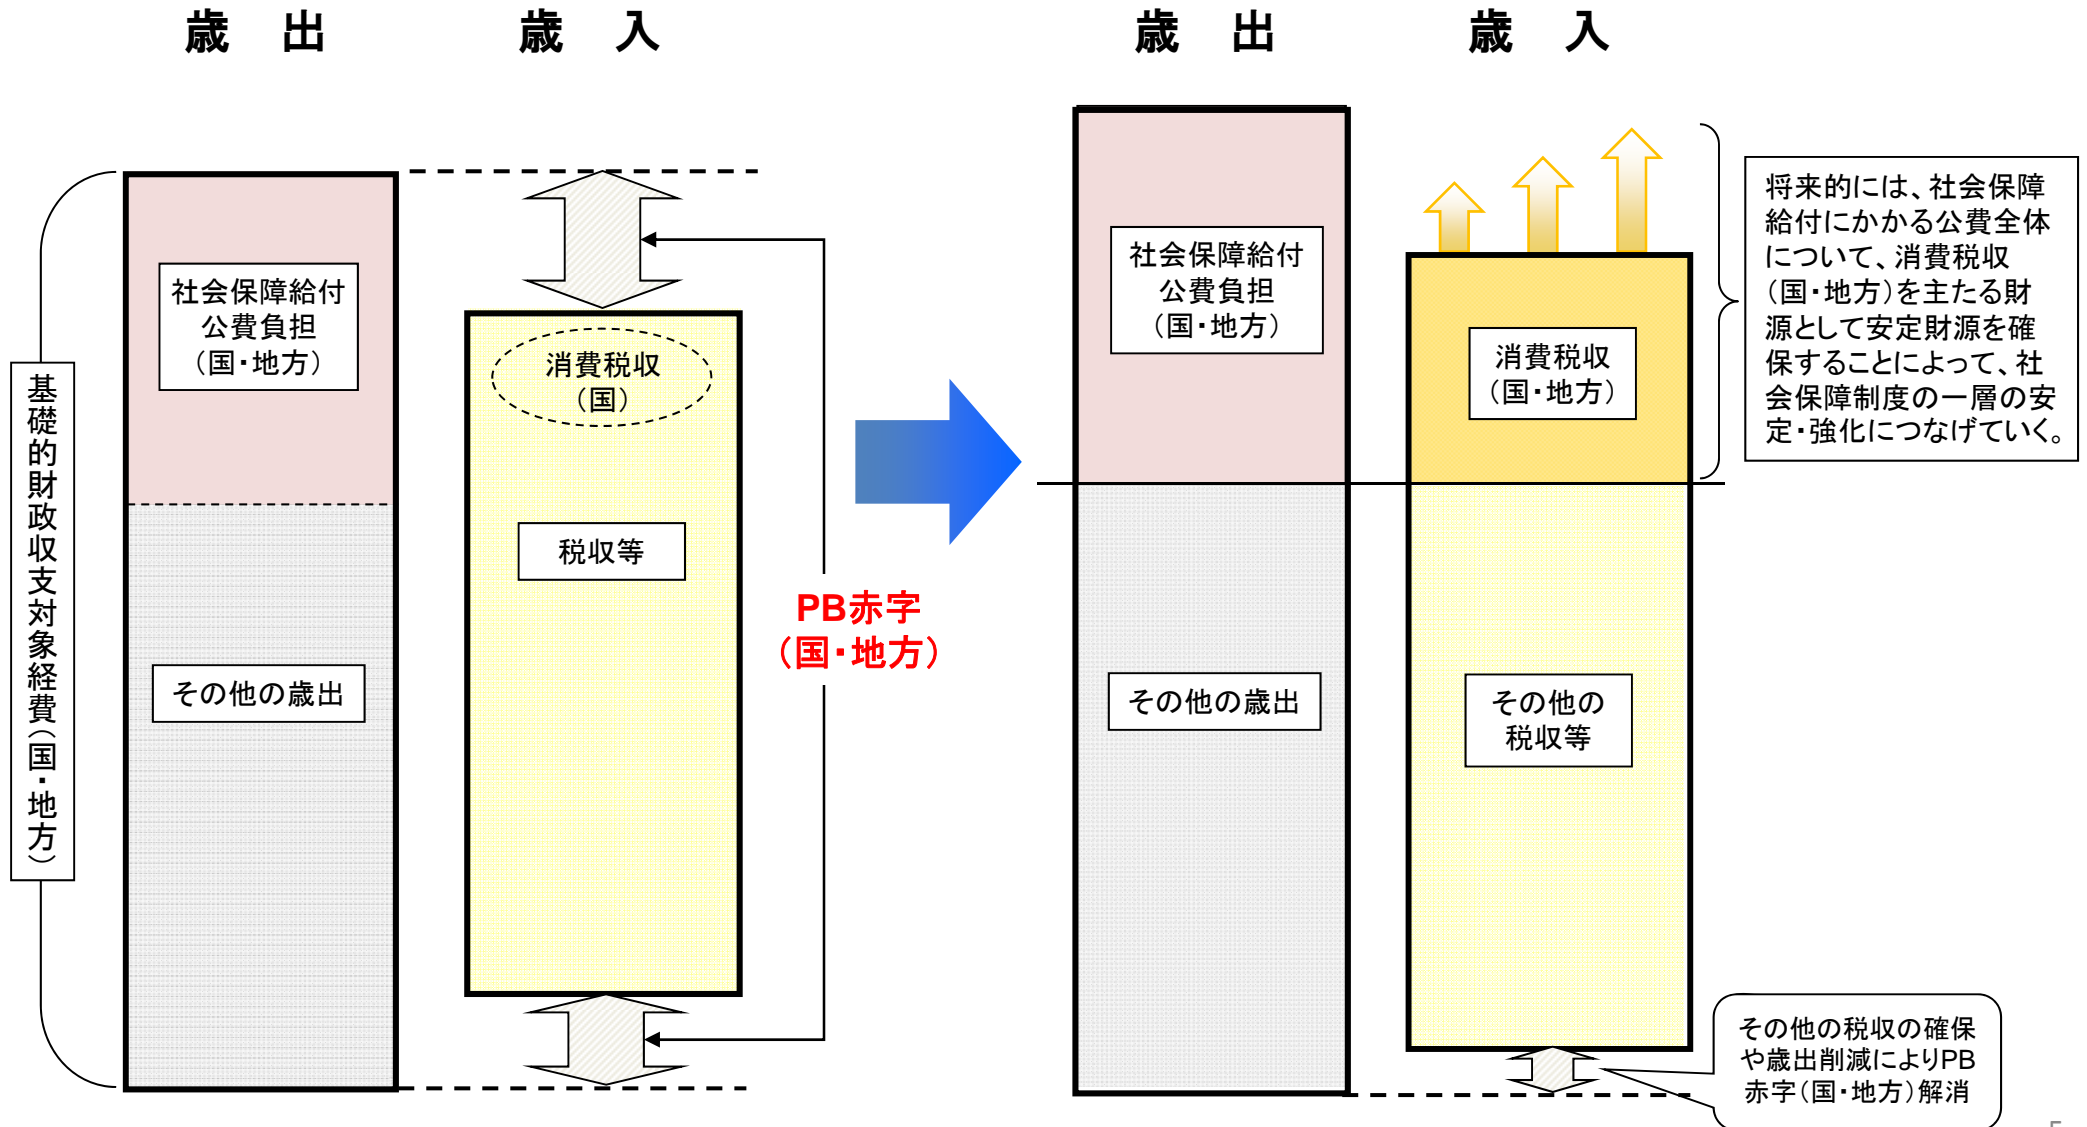 歳　出
歳　入
歳　出
歳　入
基礎的財政収支対象経費（国・地方）
社会保障給付
公費負担
（国・地方）
その他の歳出
消費税収
（国）
税収等
PB赤字
（国・地方）
社会保障給付
公費負担
（国・地方）
その他の歳出
消費税収
（国・地方）
その他の
税収等
将来的には、社会保障
給付にかかる公費全体
について、消費税収
（国・地方）を主たる財
源として安定財源を確
保することによって、社
会保障制度の一層の安
定・強化につなげていく。
その他の税収の確保
や歳出削減によりPB
赤字（国・地方）解消